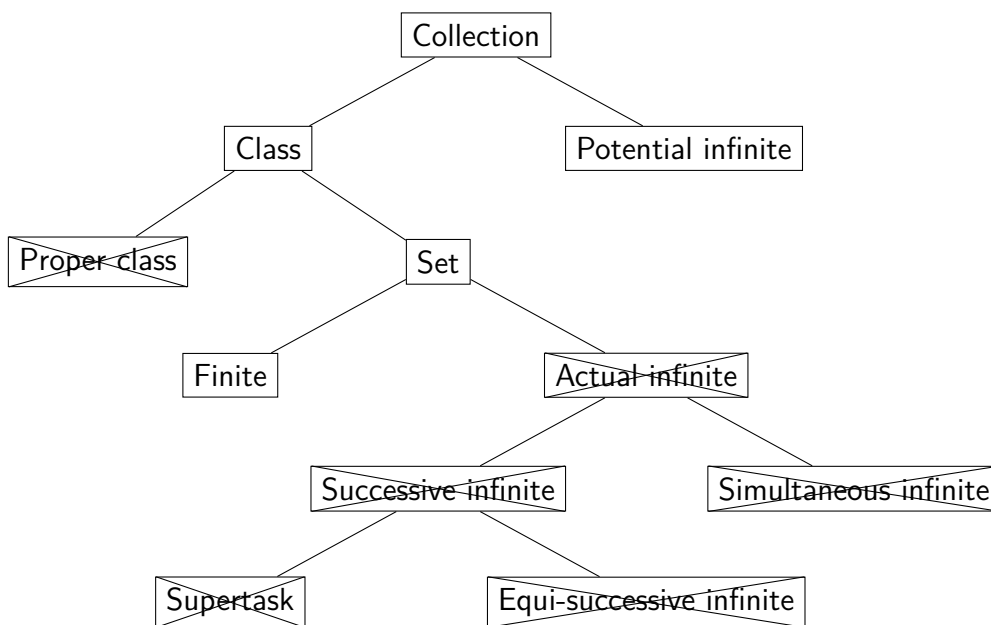 Collection
Class
Potential infinite
Proper class
Set
Finite
Actual infinite
Successive infinite
Simultaneous infinite
Supertask
Equi-successive infinite